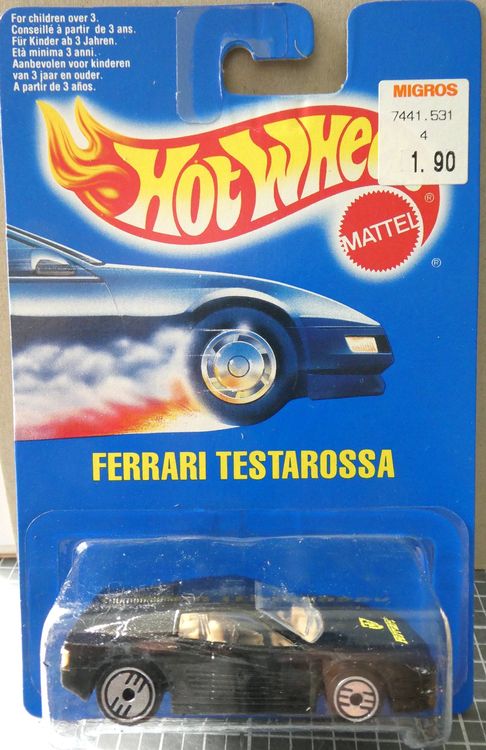 For children over 3.
Conseillé à partir de 3 ans.
Für Kinder ab 3 Jahren.
Età minima 3 anni.
Aanbevolen voor kinderen
van 3 jaar en ouder.
A partir de 3 años.
MIGROS
7441.531
4
1.90
HOT WHEE
®
MATTEL
®
FERRARI TESTAROSSA